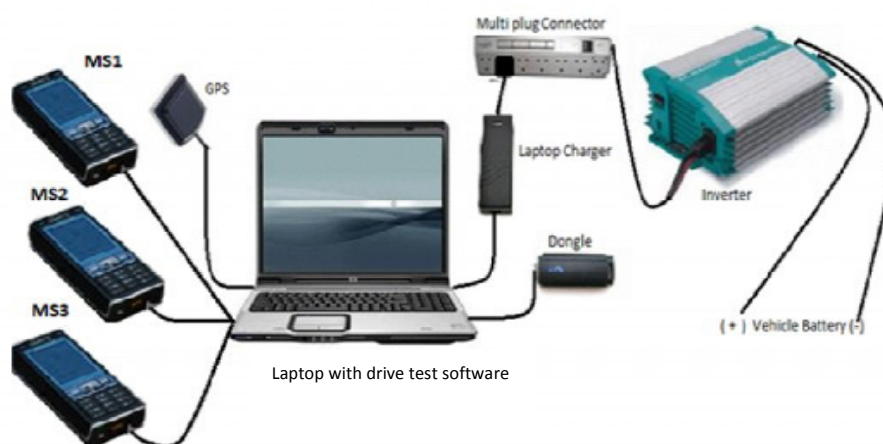 Multi plug Connector
MS1
GPS
Laptop Charger
MS2
Inverter
Dongle
MS3
( + ) Vehicle Battery (-)
Laptop with drive test software